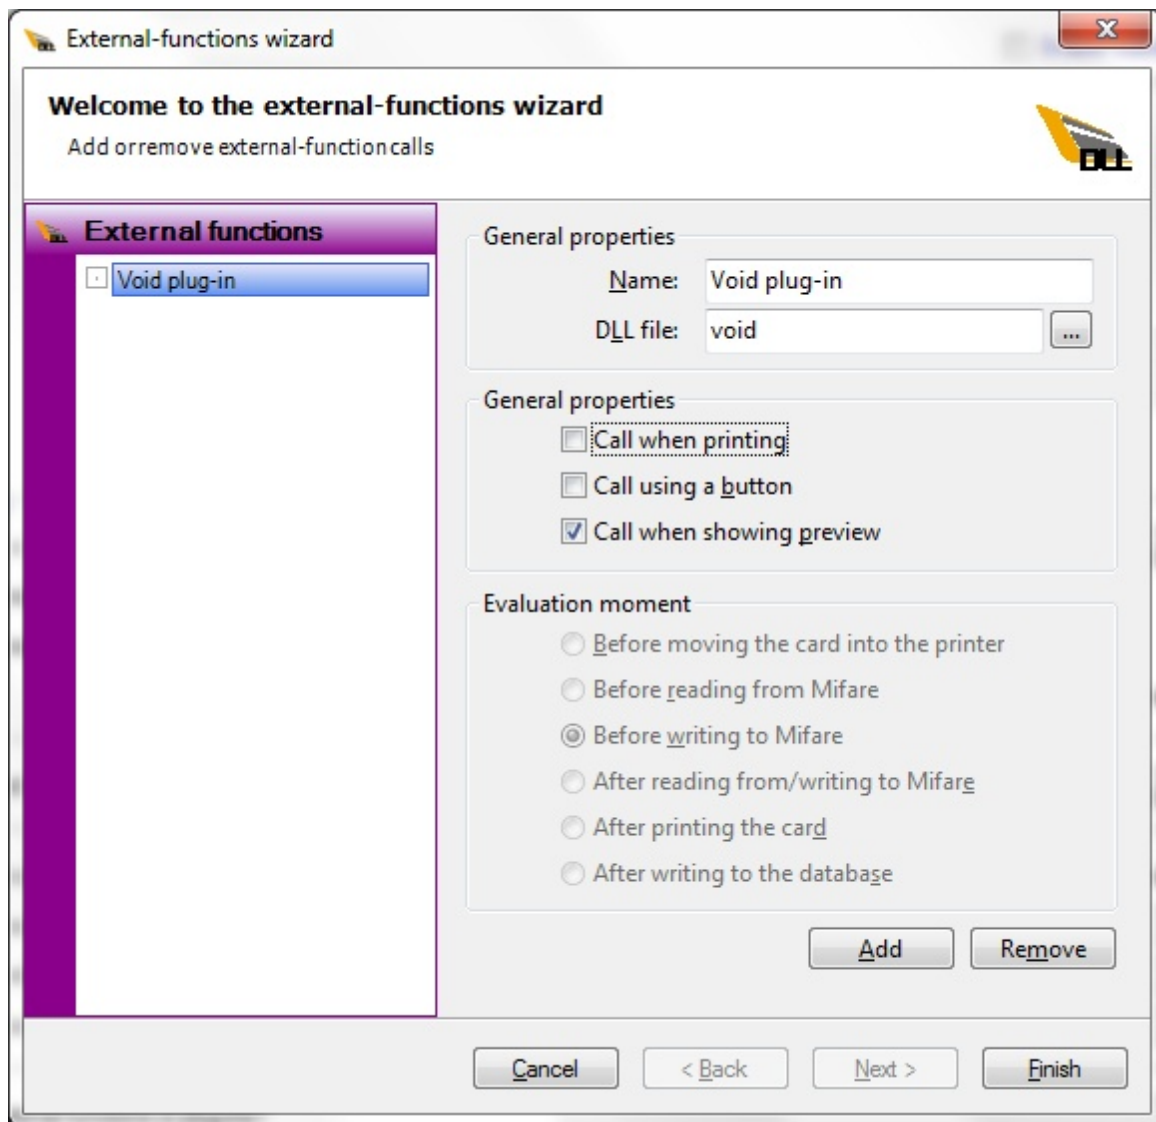 External-functions wizard
Welcome to the external-functions wizard
Add or remove external-function calls
DLL
External functions
Void plug-in
General properties
Name: Void plug-in
DLL file: void ...
General properties
Call when printing
Call using a button
Call when showing preview
Evaluation moment
Before moving the card into the printer
Before reading from Mifare
Before writing to Mifare
After reading from/writing to Mifare
After printing the card
After writing to the database
Add Remove
Cancel < Back Next > Finish